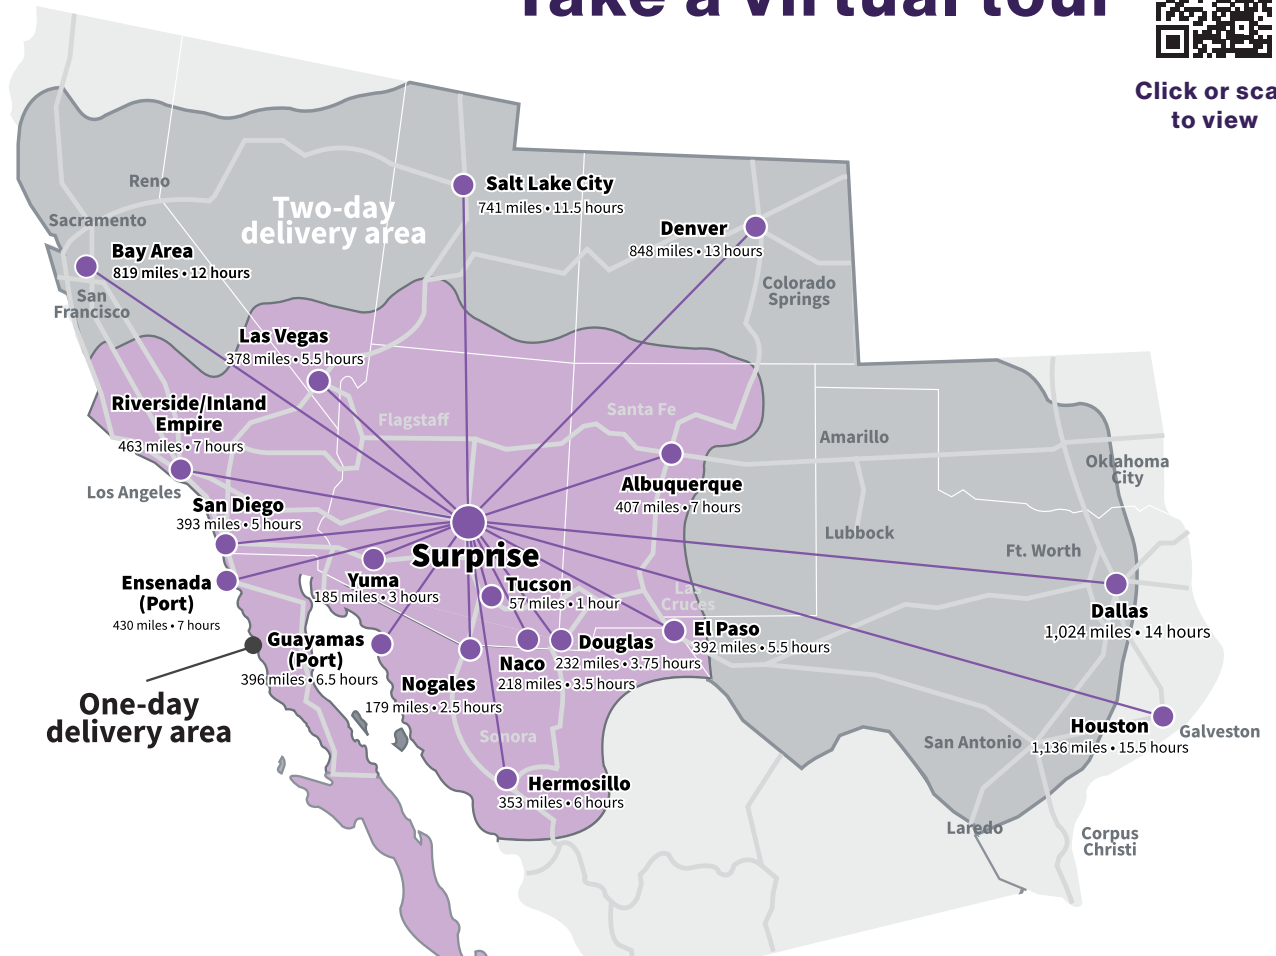 Take a virtual tour
Click or sca
to view
Reno
Sacramento
Two-day
delivery area
Salt Lake City
741 miles • 11.5 hours
Denver
848 miles • 13 hours
Bay Area
819 miles • 12 hours
San
Francisco
Colorado
Springs
Las Vegas
378 miles • 5.5 hours
Riverside/Inland
Empire
463 miles • 7 hours
Flagstaff
Santa Fe
Amarillo
Oklahoma
City
Los Angeles
Albuquerque
407 miles • 7 hours
San Diego
393 miles • 5 hours
Lubbock
Ft. Worth
Surprise
Ensenada
(Port)
430 miles • 7 hours
Yuma
185 miles • 3 hours
Tucson
57 miles • 1 hour
Las
Cruces
Dallas
1,024 miles • 14 hours
Guayamas
(Port)
396 miles • 6.5 hours
El Paso
392 miles • 5.5 hours
Douglas
232 miles • 3.75 hours
Naco
218 miles • 3.5 hours
Nogales
179 miles • 2.5 hours
One-day
delivery area
Sonora
San Antonio
Houston
1,136 miles • 15.5 hours
Galveston
Hermosillo
353 miles • 6 hours
Laredo
Corpus
Christi